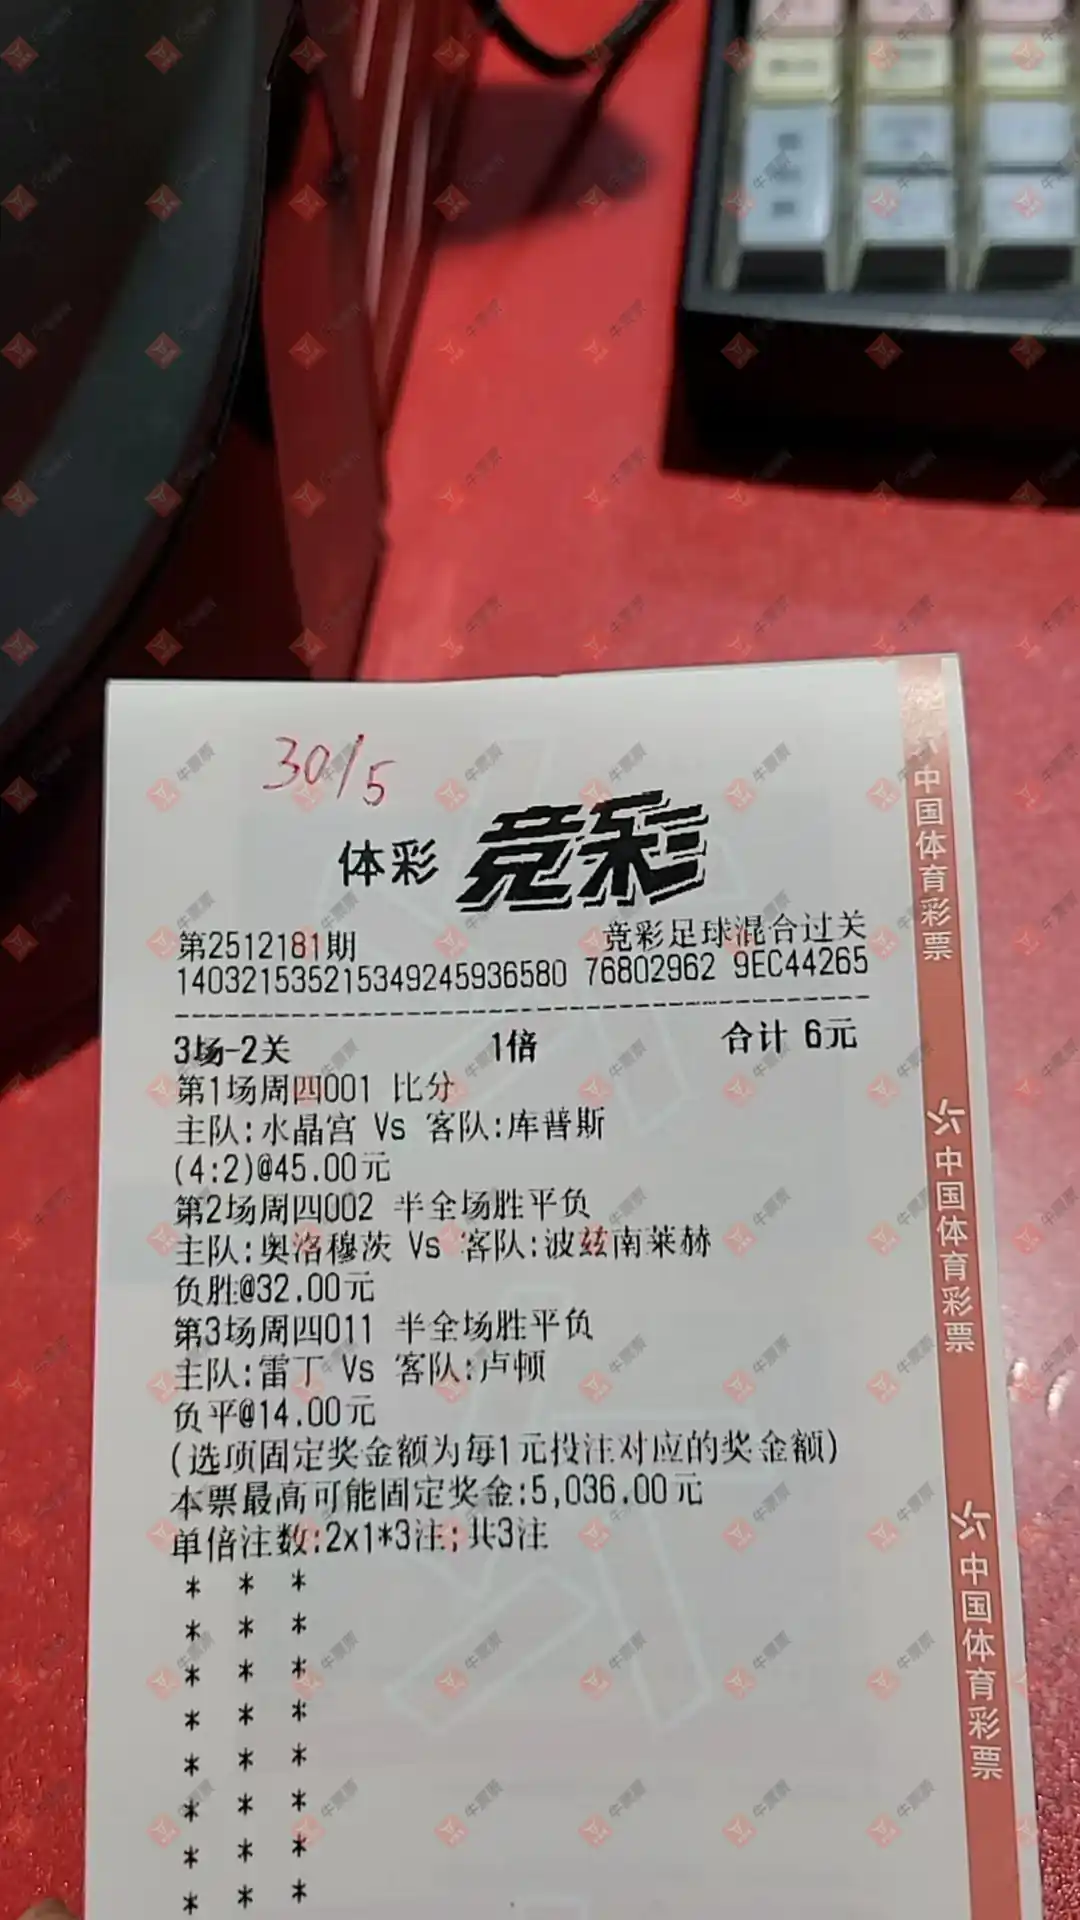 30/5
体彩 竞彩
第2512181期 竞彩足球混合过关
140321535215349245936580 76802962 9EC44265
3场-2关 1倍 合计 6元
第1场周四001 比分
主队:水晶宫 Vs 客队:库普斯
(4:2)@45.00元
第2场周四002 半全场胜平负
主队:奥洛穆茨 Vs 客队:波兹南莱赫
负胜@32.00元
第3场周四011 半全场胜平负
主队:雷丁 Vs 客队:卢顿
负平@14.00元
(选项固定奖金额为每1元投注对应的奖金额)
本票最高可能固定奖金:5,036.00元
单倍注数:2x1*3注;共3注
* * *
* * *
* * *
* * *
* * *
* * *
* * *
* * *
中国体育彩票
中国体育彩票
中国体育彩票
牛票票